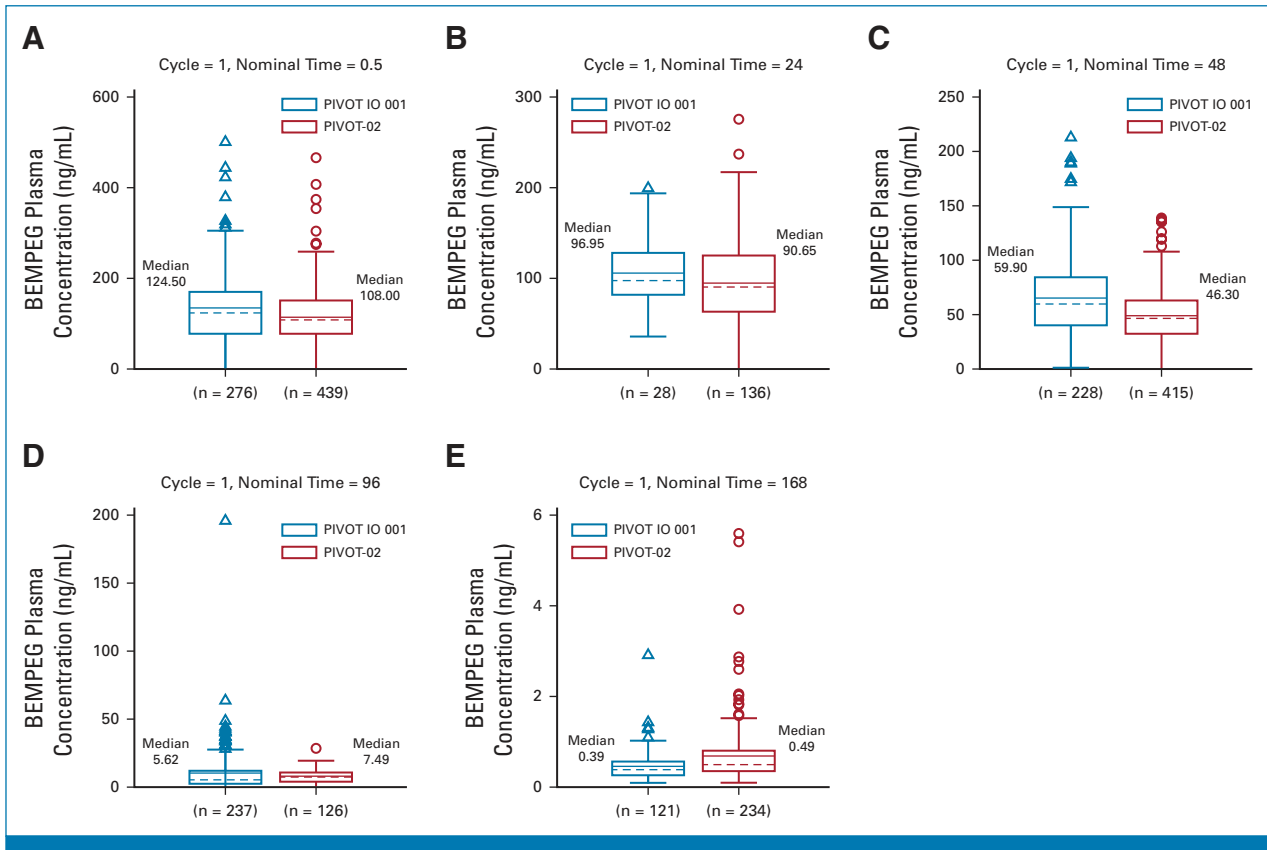 A
Cycle = 1, Nominal Time = 0.5
BEMPEG Plasma
Concentration (ng/mL)
600
400
200
0
PIVOT IO 001
PIVOT-02
Median
124.50
Median
108.00
(n = 276)
(n = 439)
B
Cycle = 1, Nominal Time = 24
BEMPEG Plasma
Concentration (ng/mL)
300
200
100
0
PIVOT IO 001
PIVOT-02
Median
96.95
Median
90.65
(n = 28)
(n = 136)
C
Cycle = 1, Nominal Time = 48
BEMPEG Plasma
Concentration (ng/mL)
250
200
150
100
50
0
PIVOT IO 001
PIVOT-02
Median
59.90
Median
46.30
(n = 228)
(n = 415)
D
Cycle = 1, Nominal Time = 96
BEMPEG Plasma
Concentration (ng/mL)
200
150
100
50
0
PIVOT IO 001
PIVOT-02
Median
5.62
Median
7.49
(n = 237)
(n = 126)
E
Cycle = 1, Nominal Time = 168
BEMPEG Plasma
Concentration (ng/mL)
6
4
2
0
PIVOT IO 001
PIVOT-02
Median
0.39
Median
0.49
(n = 121)
(n = 234)